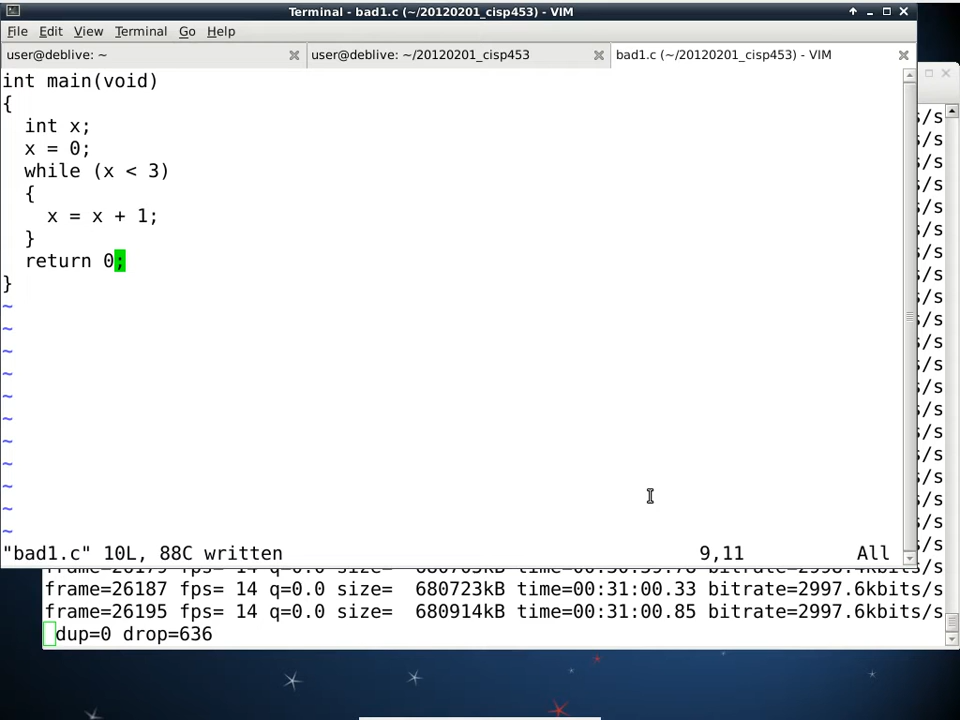 Terminal - bad1.c (~/20120201_cisp453) - VIM
File Edit View Terminal Go Help
user@deblive: ~
user@deblive: ~/20120201_cisp453
bad1.c (~/20120201_cisp453) - VIM
int main(void)
{
  int x;
  x = 0;
  while (x < 3)
  {
    x = x + 1;
  }
  return 0;
}
~
~
~
~
~
~
~
~
~
~
~
"bad1.c" 10L, 88C written 9,11 All
frame=26187 fps= 14 q=0.0 size=  680723kB time=00:31:00.33 bitrate=2997.6kbits/s
frame=26195 fps= 14 q=0.0 size=  680914kB time=00:31:00.85 bitrate=2997.6kbits/s
dup=0 drop=636